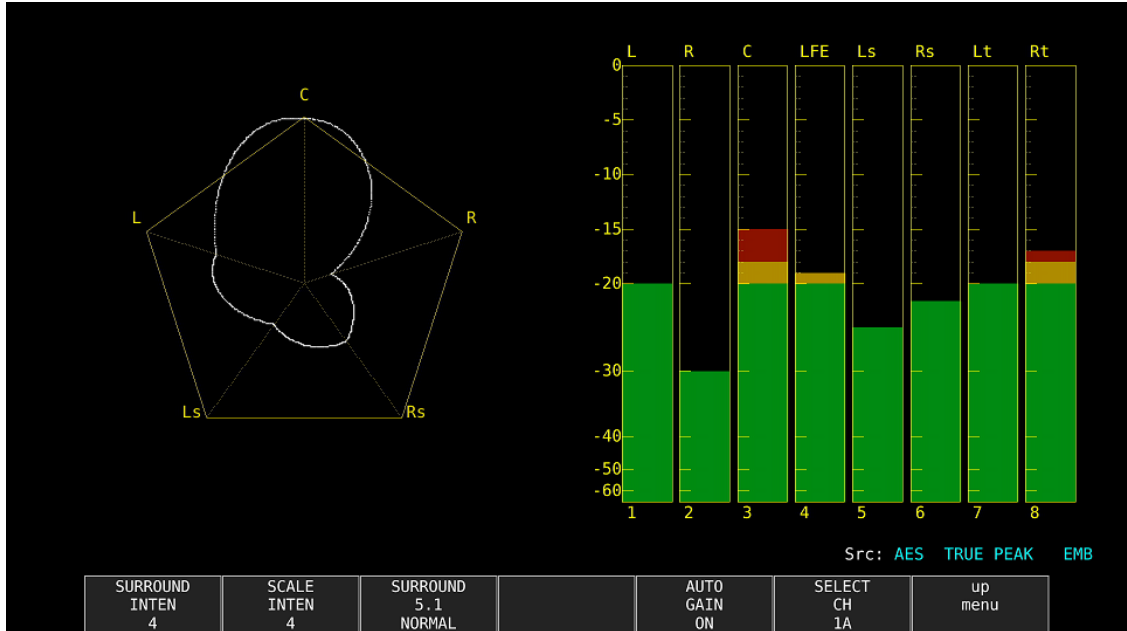 C
L
R
Ls
Rs
L R C LFE Ls Rs Lt Rt
0
-5
-10
-15
-20
-30
-40
-50
-60
1 2 3 4 5 6 7 8
Src: AES TRUE PEAK EMB
SURROUND
INTEN
4
SCALE
INTEN
4
SURROUND
5.1
NORMAL
AUTO
GAIN
ON
SELECT
CH
1A
up
menu